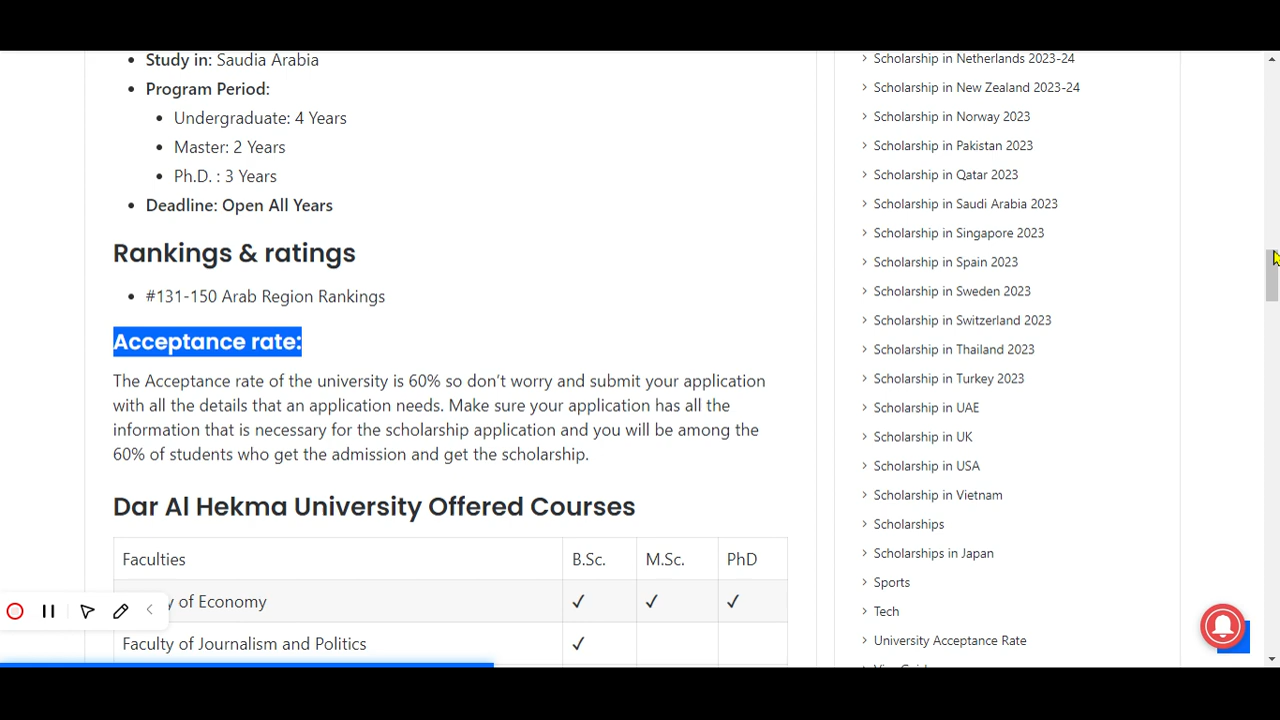 Study in: Saudia Arabia
Program Period:
Undergraduate: 4 Years
Master: 2 Years
Ph.D. : 3 Years
Deadline: Open All Years
Rankings & ratings
#131-150 Arab Region Rankings
Acceptance rate:
The Acceptance rate of the university is 60% so don’t worry and submit your application
with all the details that an application needs. Make sure your application has all the
information that is necessary for the scholarship application and you will be among the
60% of students who get the admission and get the scholarship.
Dar Al Hekma University Offered Courses
Faculties B.Sc. M.Sc. PhD
of Economy ✓ ✓ ✓
Faculty of Journalism and Politics ✓
Scholarship in Netherlands 2023-24
Scholarship in New Zealand 2023-24
Scholarship in Norway 2023
Scholarship in Pakistan 2023
Scholarship in Qatar 2023
Scholarship in Saudi Arabia 2023
Scholarship in Singapore 2023
Scholarship in Spain 2023
Scholarship in Sweden 2023
Scholarship in Switzerland 2023
Scholarship in Thailand 2023
Scholarship in Turkey 2023
Scholarship in UAE
Scholarship in UK
Scholarship in USA
Scholarship in Vietnam
Scholarships
Scholarships in Japan
Sports
Tech
University Acceptance Rate